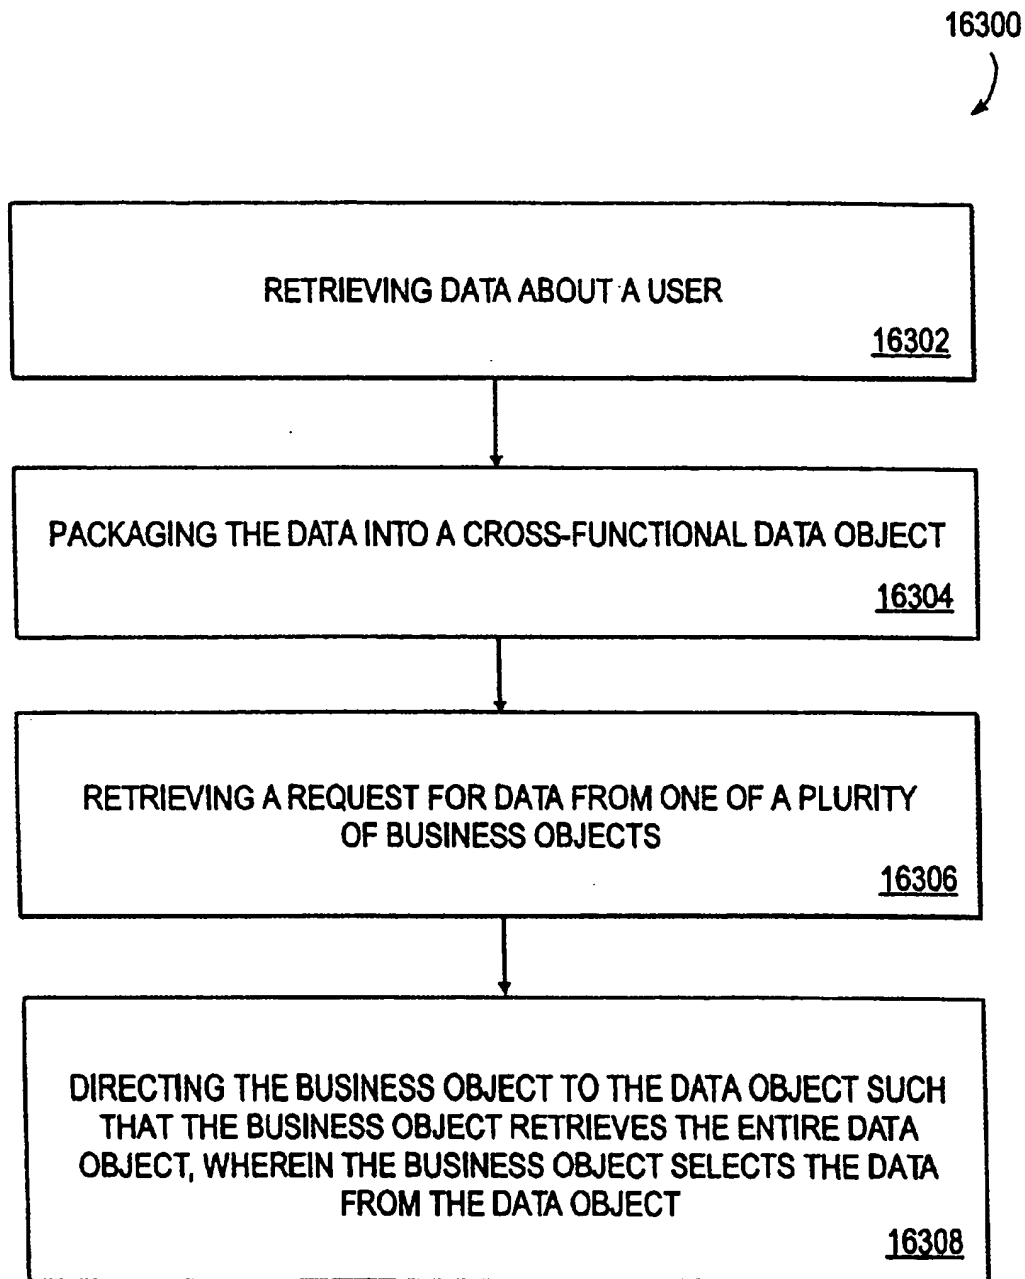 16300
RETRIEVING DATA ABOUT A USER
16302
PACKAGING THE DATA INTO A CROSS-FUNCTIONAL DATA OBJECT
16304
RETRIEVING A REQUEST FOR DATA FROM ONE OF A PLURITY
OF BUSINESS OBJECTS
16306
DIRECTING THE BUSINESS OBJECT TO THE DATA OBJECT SUCH
THAT THE BUSINESS OBJECT RETRIEVES THE ENTIRE DATA
OBJECT, WHEREIN THE BUSINESS OBJECT SELECTS THE DATA
FROM THE DATA OBJECT
16308